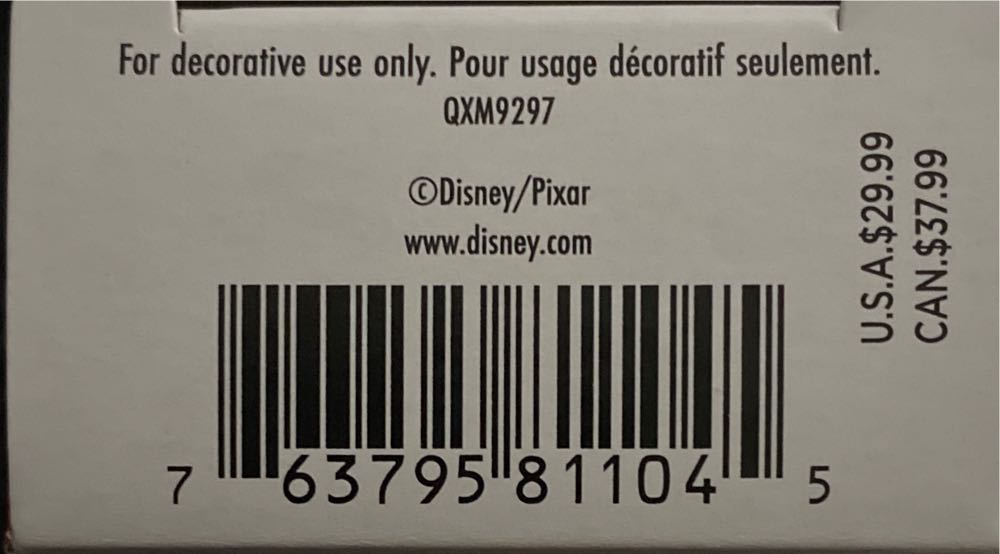 For decorative use only. Pour usage décoratif seulement.
QXM9297
©Disney/Pixar
www.disney.com
U.S.A.$29.99
CAN.$37.99
7 63795 81104 5